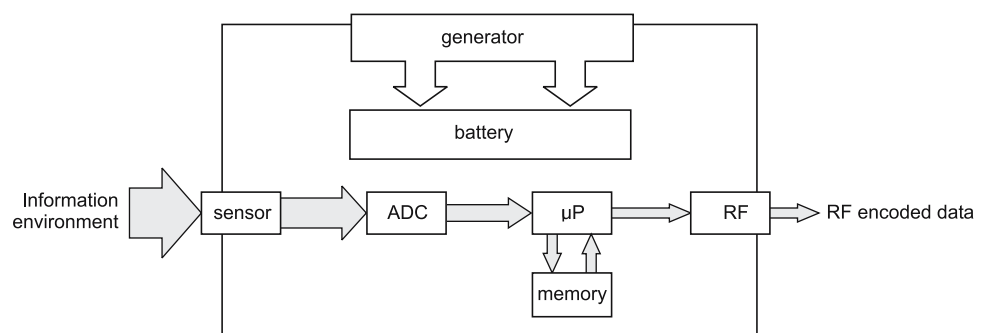 generator
battery
Information
environment
sensor
ADC
µP
RF
RF encoded data
memory